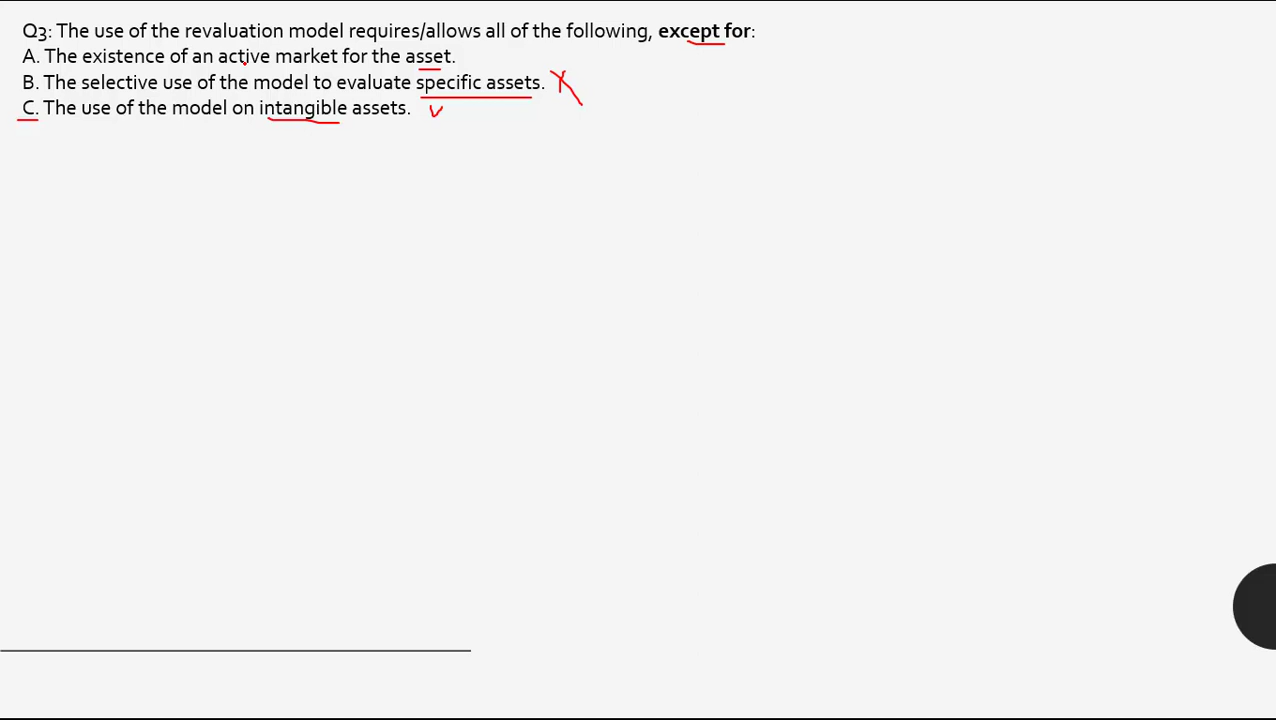 Q3: The use of the revaluation model requires/allows all of the following, except for:
A. The existence of an active market for the asset.
B. The selective use of the model to evaluate specific assets.
C. The use of the model on intangible assets.